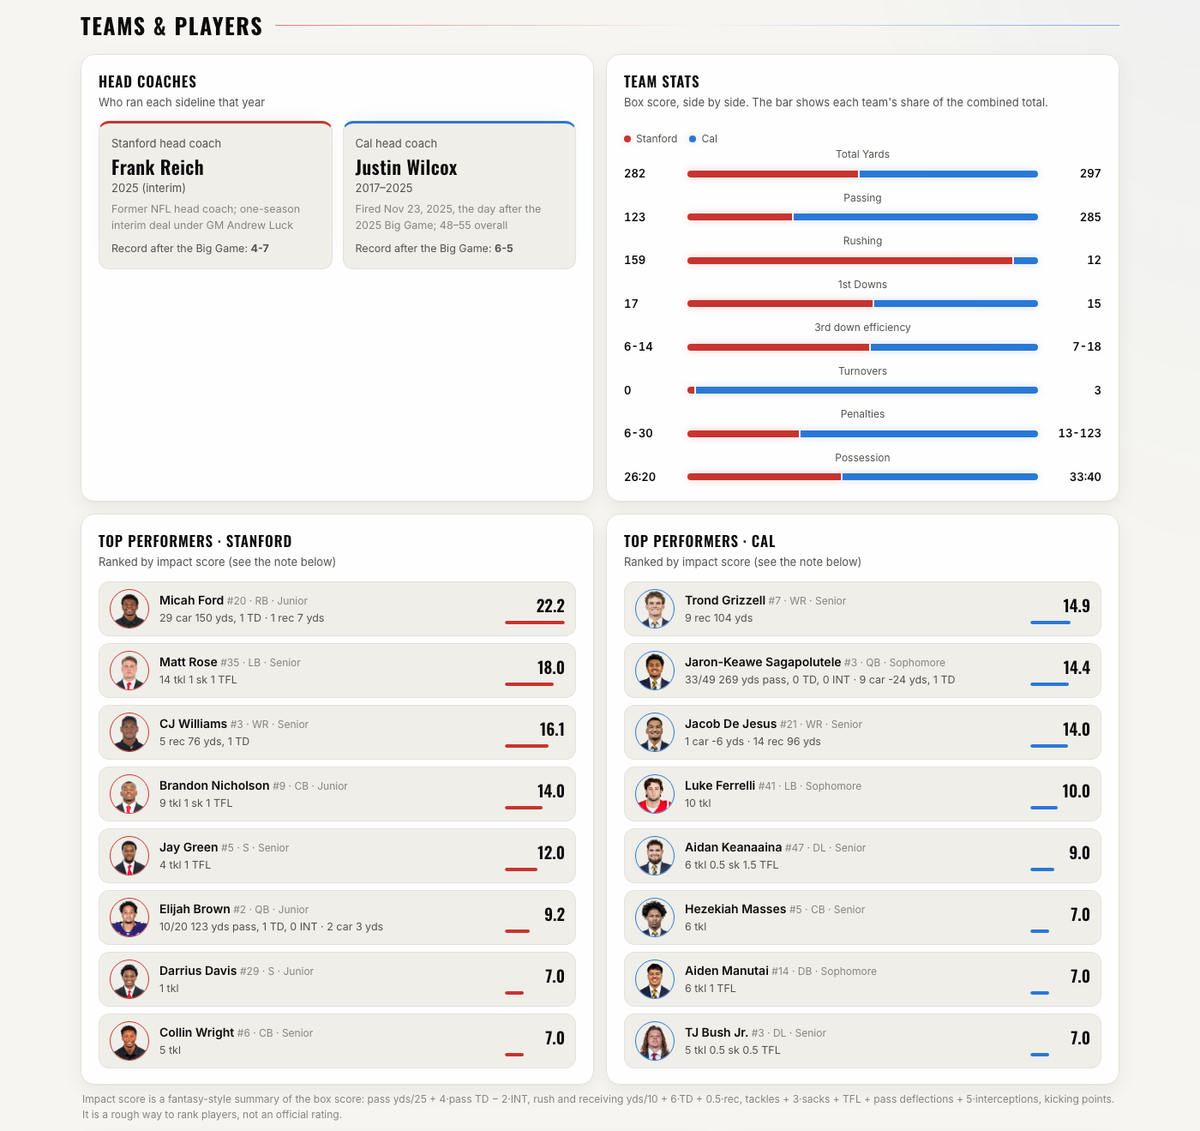 TEAMS & PLAYERS
HEAD COACHES
Who ran each sideline that year
Stanford head coach
Frank Reich
2025 (interim)
Former NFL head coach; one-season
interim deal under GM Andrew Luck
Record after the Big Game: 4-7
Cal head coach
Justin Wilcox
2017–2025
Fired Nov 23, 2025, the day after the
2025 Big Game; 48–55 overall
Record after the Big Game: 6-5
TEAM STATS
Box score, side by side. The bar shows each team's share of the combined total.
Stanford Cal
Total Yards
282 297
Passing
123 285
Rushing
159 12
1st Downs
17 15
3rd down efficiency
6-14 7-18
Turnovers
0 3
Penalties
6-30 13-123
Possession
26:20 33:40
TOP PERFORMERS · STANFORD
Ranked by impact score (see the note below)
Micah Ford #20 · RB · Junior
29 car 150 yds, 1 TD · 1 rec 7 yds
22.2
Matt Rose #35 · LB · Senior
14 tkl 1 sk 1 TFL
18.0
CJ Williams #3 · WR · Senior
5 rec 76 yds, 1 TD
16.1
Brandon Nicholson #9 · CB · Junior
9 tkl 1 sk 1 TFL
14.0
Jay Green #5 · S · Senior
4 tkl 1 TFL
12.0
Elijah Brown #2 · QB · Junior
10/20 123 yds pass, 1 TD, 0 INT · 2 car 3 yds
9.2
Darrius Davis #29 · S · Junior
1 tkl
7.0
Collin Wright #6 · CB · Senior
5 tkl
7.0
TOP PERFORMERS · CAL
Ranked by impact score (see the note below)
Trond Grizzell #7 · WR · Senior
9 rec 104 yds
14.9
Jaron-Keawe Sagapolutele #3 · QB · Sophomore
33/49 269 yds pass, 0 TD, 0 INT · 9 car -24 yds, 1 TD
14.4
Jacob De Jesus #21 · WR · Senior
1 car -6 yds · 14 rec 96 yds
14.0
Luke Ferrelli #41 · LB · Sophomore
10 tkl
10.0
Aidan Keanaaina #47 · DL · Senior
6 tkl 0.5 sk 1.5 TFL
9.0
Hezekiah Masses #5 · CB · Senior
6 tkl
7.0
Aiden Manutai #14 · DB · Sophomore
6 tkl 1 TFL
7.0
TJ Bush Jr. #3 · DL · Senior
5 tkl 0.5 sk 0.5 TFL
7.0
Impact score is a fantasy-style summary of the box score: pass yds/25 + 4·pass TD − 2·INT, rush and receiving yds/10 + 6·TD + 0.5·rec, tackles + 3·sacks + TFL + pass deflections + 5·interceptions, kicking points.
It is a rough way to rank players, not an official rating.